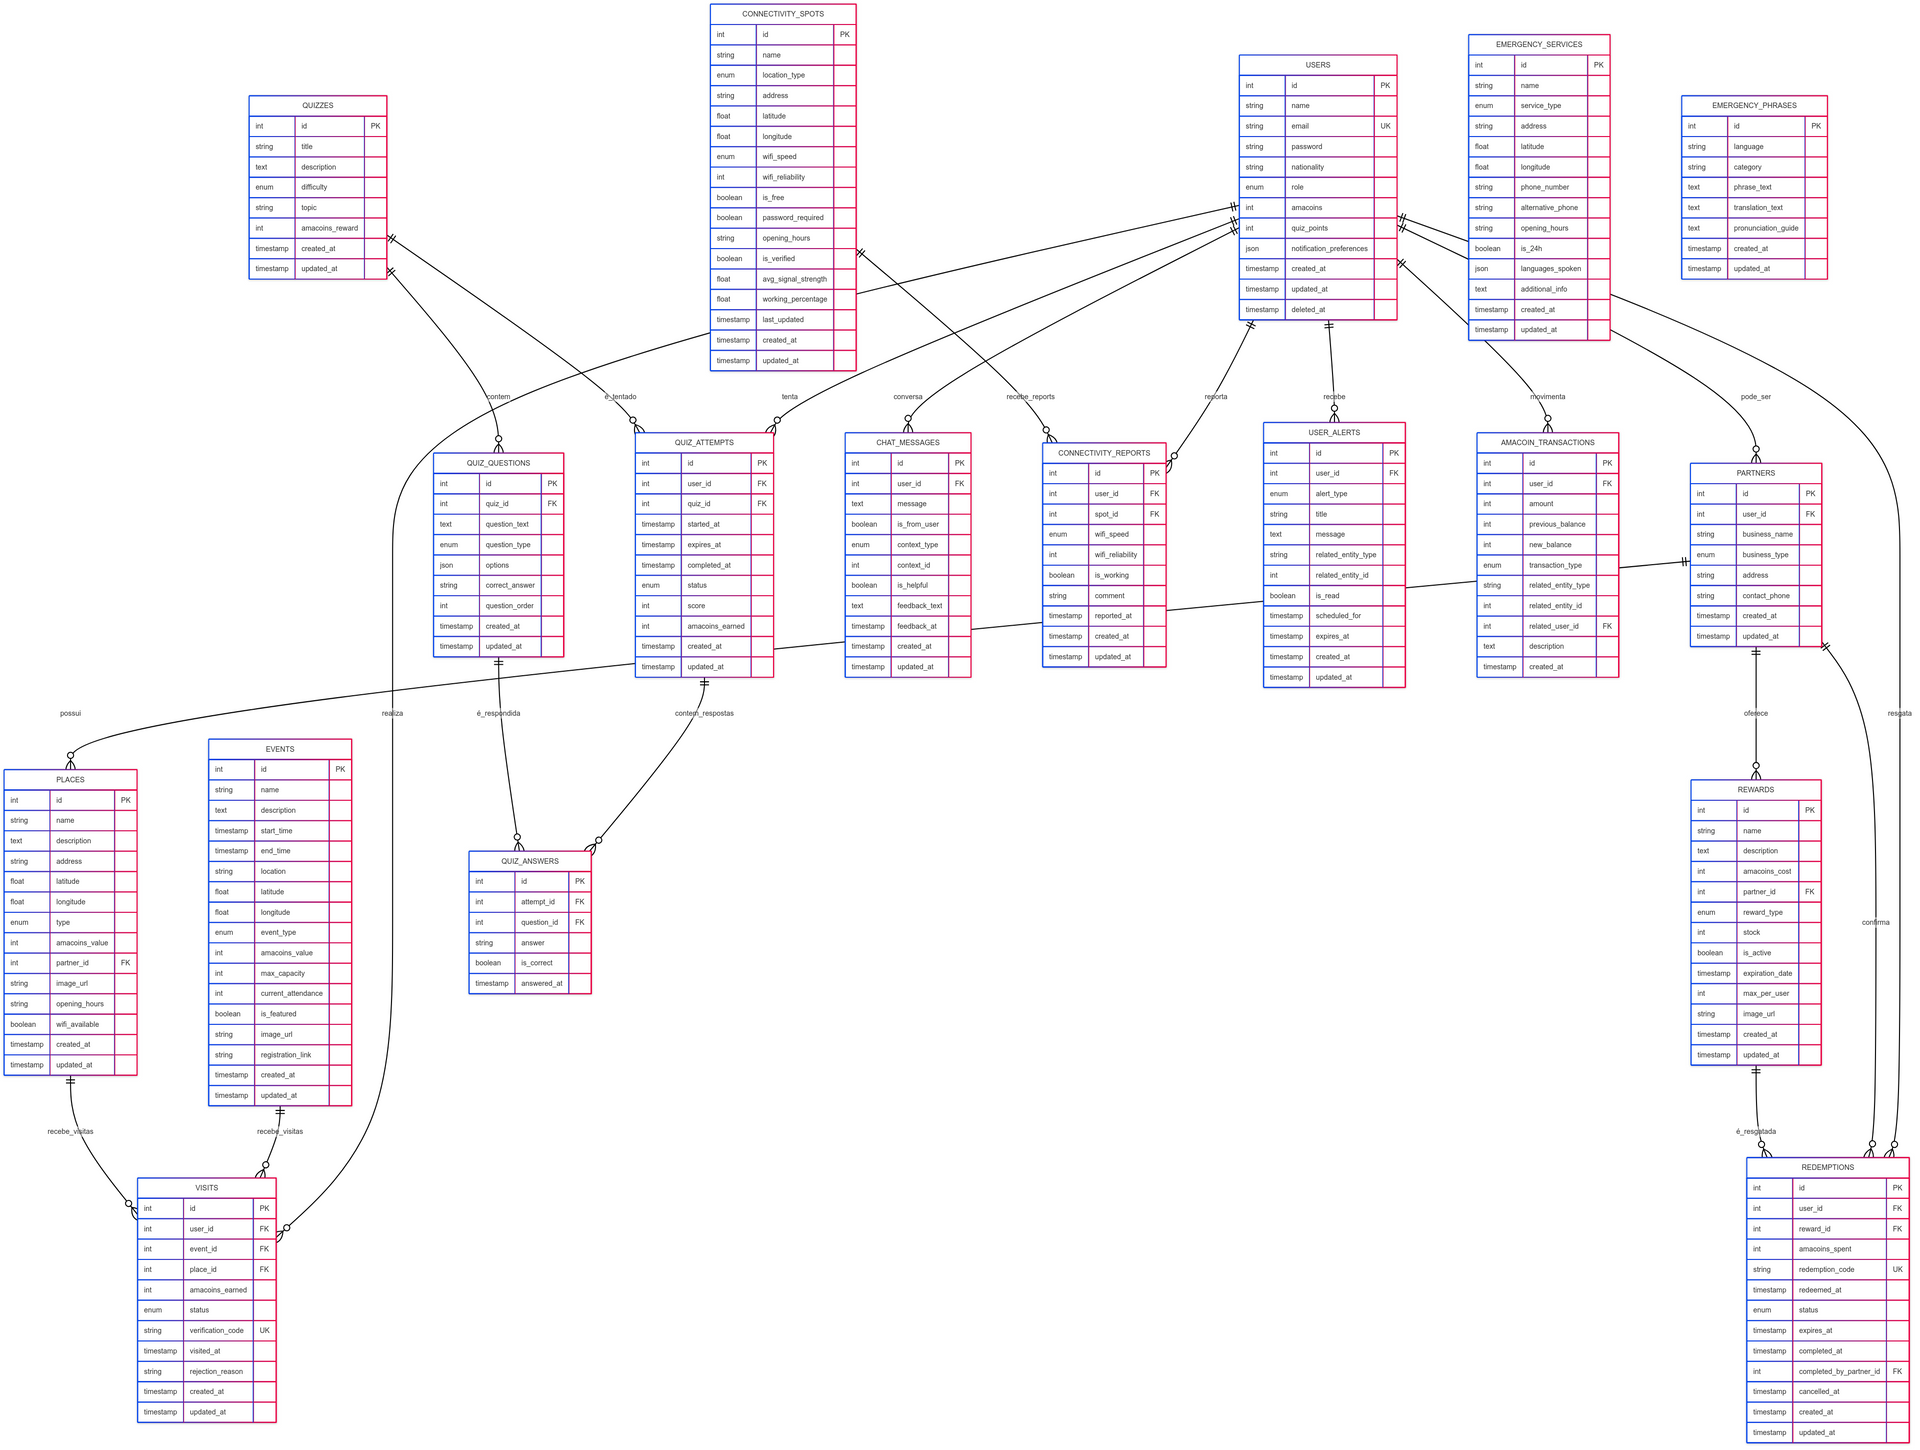 CONNECTIVITY_SPOTS
int id PK
string name
enum location_type
string address
float latitude
float longitude
enum wifi_speed
int wifi_reliability
boolean is_free
boolean password_required
string opening_hours
boolean is_verified
float avg_signal_strength
float working_percentage
timestamp last_updated
timestamp created_at
timestamp updated_at
USERS
int id PK
string name
string email UK
string password
string nationality
enum role
int amacoins
int quiz_points
json notification_preferences
timestamp created_at
timestamp updated_at
timestamp deleted_at
EMERGENCY_SERVICES
int id PK
string name
enum service_type
string address
float latitude
float longitude
string phone_number
string alternative_phone
string opening_hours
boolean is_24h
json languages_spoken
text additional_info
timestamp created_at
timestamp updated_at
QUIZZES
int id PK
string title
text description
enum difficulty
string topic
int amacoins_reward
timestamp created_at
timestamp updated_at
EMERGENCY_PHRASES
int id PK
string language
string category
text phrase_text
text translation_text
text pronunciation_guide
timestamp created_at
timestamp updated_at
contem
é_tentado
tenta
conversa
recebe_reports
reporta
recebe
movimenta
pode_ser
QUIZ_QUESTIONS
int id PK
int quiz_id FK
text question_text
enum question_type
json options
string correct_answer
int question_order
timestamp created_at
timestamp updated_at
QUIZ_ATTEMPTS
int id PK
int user_id FK
int quiz_id FK
timestamp started_at
timestamp expires_at
timestamp completed_at
enum status
int score
int amacoins_earned
timestamp created_at
timestamp updated_at
CHAT_MESSAGES
int id PK
int user_id FK
text message
boolean is_from_user
enum context_type
int context_id
boolean is_helpful
text feedback_text
timestamp feedback_at
timestamp created_at
timestamp updated_at
CONNECTIVITY_REPORTS
int id PK
int user_id FK
int spot_id FK
enum wifi_speed
int wifi_reliability
boolean is_working
string comment
timestamp reported_at
timestamp created_at
timestamp updated_at
USER_ALERTS
int id PK
int user_id FK
enum alert_type
string title
text message
string related_entity_type
int related_entity_id
boolean is_read
timestamp scheduled_for
timestamp expires_at
timestamp created_at
timestamp updated_at
AMACOIN_TRANSACTIONS
int id PK
int user_id FK
int amount
int previous_balance
int new_balance
enum transaction_type
string related_entity_type
int related_entity_id
int related_user_id FK
text description
timestamp created_at
PARTNERS
int id PK
int user_id FK
string business_name
enum business_type
string address
string contact_phone
timestamp created_at
timestamp updated_at
possui
realiza
é_respondida
contem_respostas
oferece
resgata
PLACES
int id PK
string name
text description
string address
float latitude
float longitude
enum type
int amacoins_value
int partner_id FK
string image_url
string opening_hours
boolean wifi_available
timestamp created_at
timestamp updated_at
EVENTS
int id PK
string name
text description
timestamp start_time
timestamp end_time
string location
float latitude
float longitude
enum event_type
int amacoins_value
int max_capacity
int current_attendance
boolean is_featured
string image_url
string registration_link
timestamp created_at
timestamp updated_at
QUIZ_ANSWERS
int id PK
int attempt_id FK
int question_id FK
string answer
boolean is_correct
timestamp answered_at
REWARDS
int id PK
string name
text description
int amacoins_cost
int partner_id FK
enum reward_type
int stock
boolean is_active
timestamp expiration_date
int max_per_user
string image_url
timestamp created_at
timestamp updated_at
confirma
recebe_visitas
recebe_visitas
é_resgatada
VISITS
int id PK
int user_id FK
int event_id FK
int place_id FK
int amacoins_earned
enum status
string verification_code UK
timestamp visited_at
string rejection_reason
timestamp created_at
timestamp updated_at
REDEMPTIONS
int id PK
int user_id FK
int reward_id FK
int amacoins_spent
string redemption_code UK
timestamp redeemed_at
enum status
timestamp expires_at
timestamp completed_at
int completed_by_partner_id FK
timestamp cancelled_at
timestamp created_at
timestamp updated_at